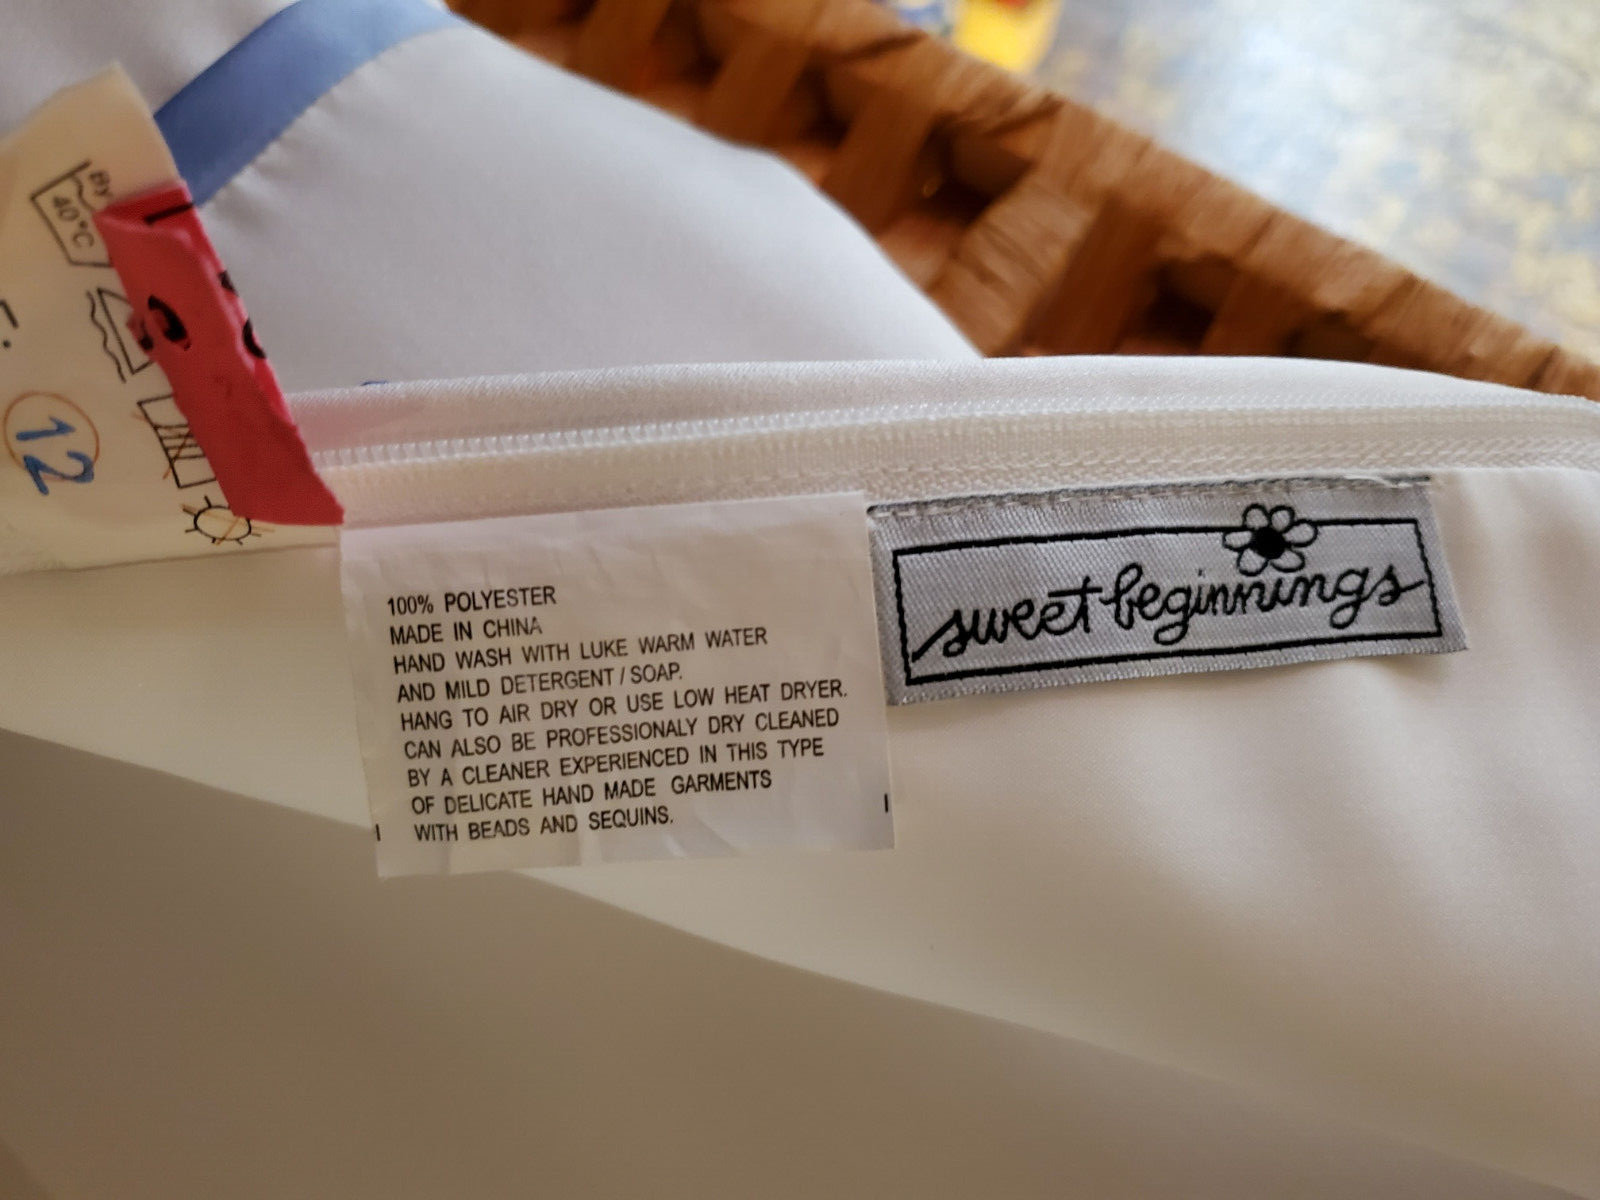 By
40°C
12
100% POLYESTER
MADE IN CHINA
HAND WASH WITH LUKE WARM WATER
AND MILD DETERGENT / SOAP.
HANG TO AIR DRY OR USE LOW HEAT DRYER.
CAN ALSO BE PROFESSIONALY DRY CLEANED
BY A CLEANER EXPERIENCED IN THIS TYPE
OF DELICATE HAND MADE GARMENTS
WITH BEADS AND SEQUINS.
sweet beginnings